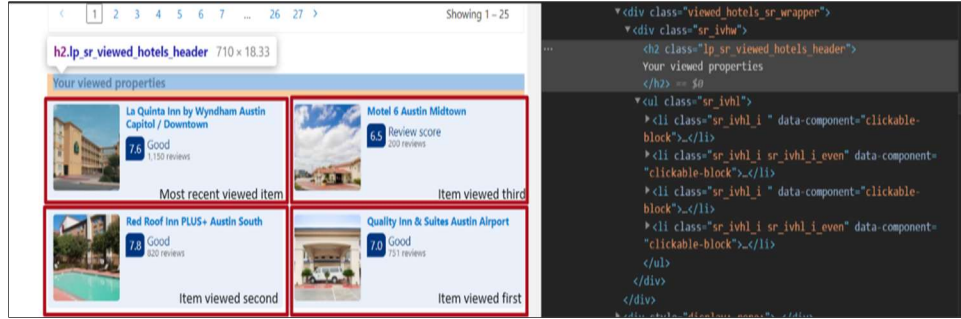 1 2 3 4 5 6 7 ... 26 27 Showing 1 – 25
h2.lp_sr_viewed_hotels_header 710 × 18.33
Your viewed properties
La Quinta Inn by Wyndham Austin
Capitol / Downtown
7.6 Good
1,150 reviews
Most recent viewed item
Motel 6 Austin Midtown
6.5 Review score
200 reviews
Item viewed third
Red Roof Inn PLUS+ Austin South
7.8 Good
820 reviews
Item viewed second
Quality Inn & Suites Austin Airport
7.0 Good
751 reviews
Item viewed first
<div class="viewed_hotels_sr_wrapper">
<div class="sr_ivhw">
... <h2 class="lp_sr_viewed_hotels_header">
Your viewed properties
</h2> == $0
<ul class="sr_ivhl">
<li class="sr_ivhl_i " data-component="clickable-
block">…</li>
<li class="sr_ivhl_i sr_ivhl_i_even" data-component=
"clickable-block">…</li>
<li class="sr_ivhl_i " data-component="clickable-
block">…</li>
<li class="sr_ivhl_i sr_ivhl_i_even" data-component=
"clickable-block">…</li>
</ul>
</div>
</div>